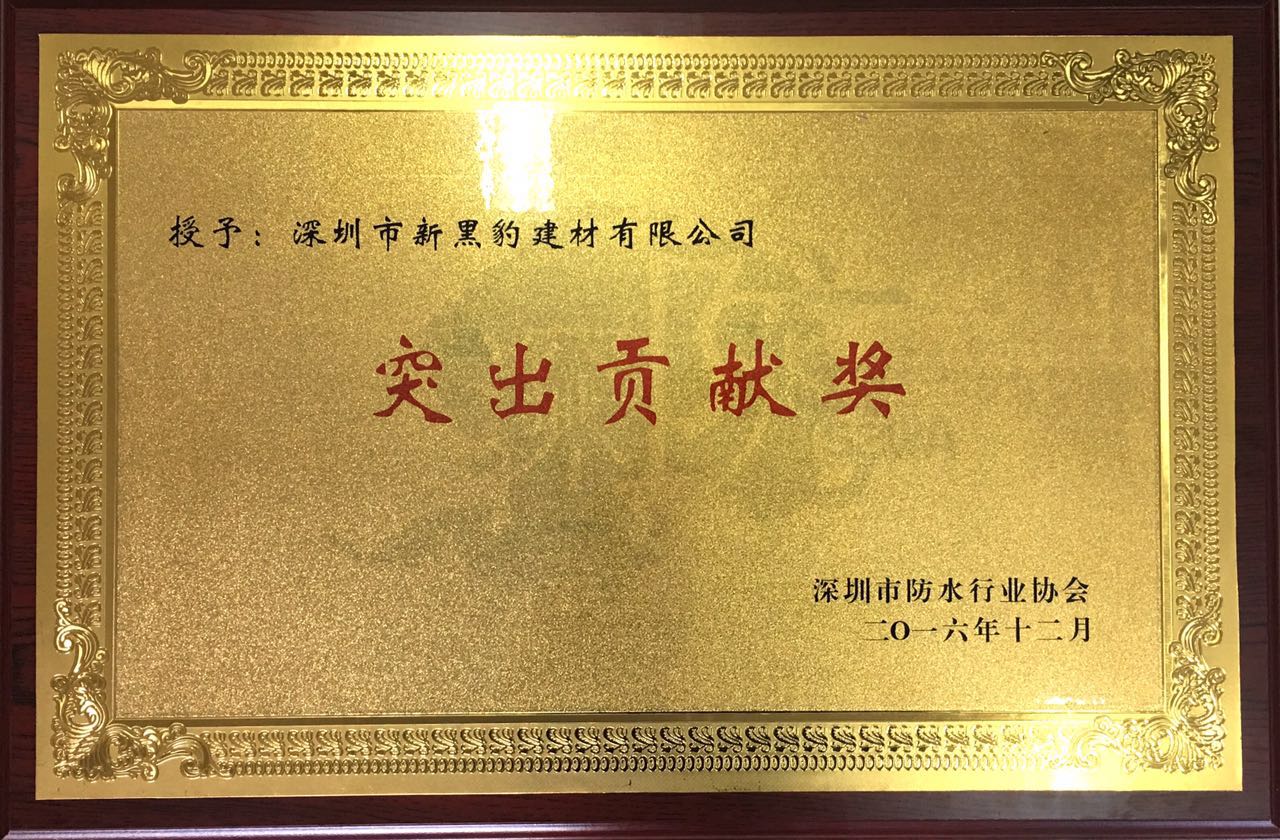 授予：深圳市新黑豹建材有限公司
突出贡献奖
深圳市防水行业协会
二O一六年十二月